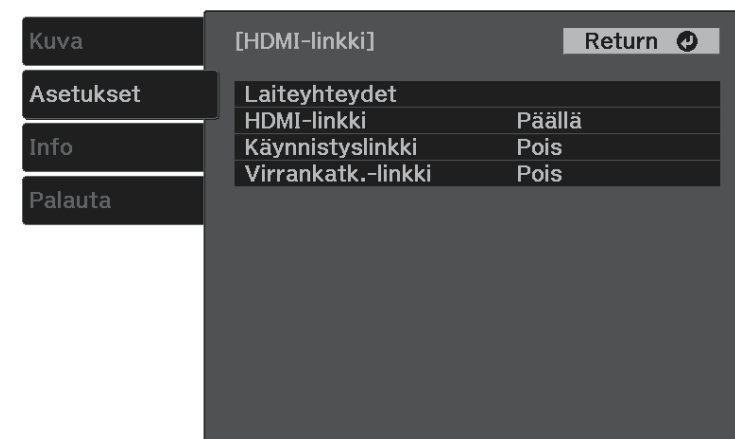 Kuva
Asetukset
Info
Palauta
[HDMI-linkki]
Return
Laiteyhteydet
HDMI-linkki Päällä
Käynnistyslinkki Pois
Virrankatk.-linkki Pois